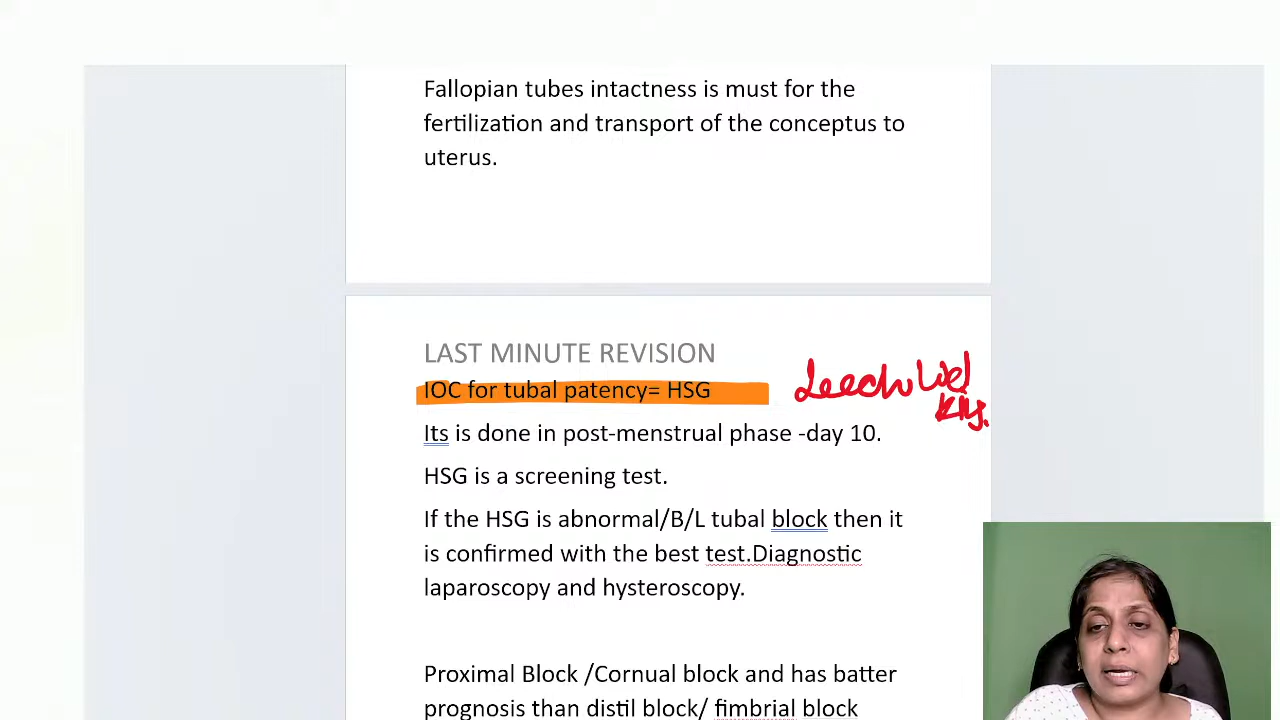 Fallopian tubes intactness is must for the
fertilization and transport of the conceptus to
uterus.
LAST MINUTE REVISION
IOC for tubal patency= HSG
Its is done in post-menstrual phase -day 10.
HSG is a screening test.
If the HSG is abnormal/B/L tubal block then it
is confirmed with the best test.Diagnostic
laparoscopy and hysteroscopy.
Proximal Block /Cornual block and has batter
prognosis than distil block/ fimbrial block